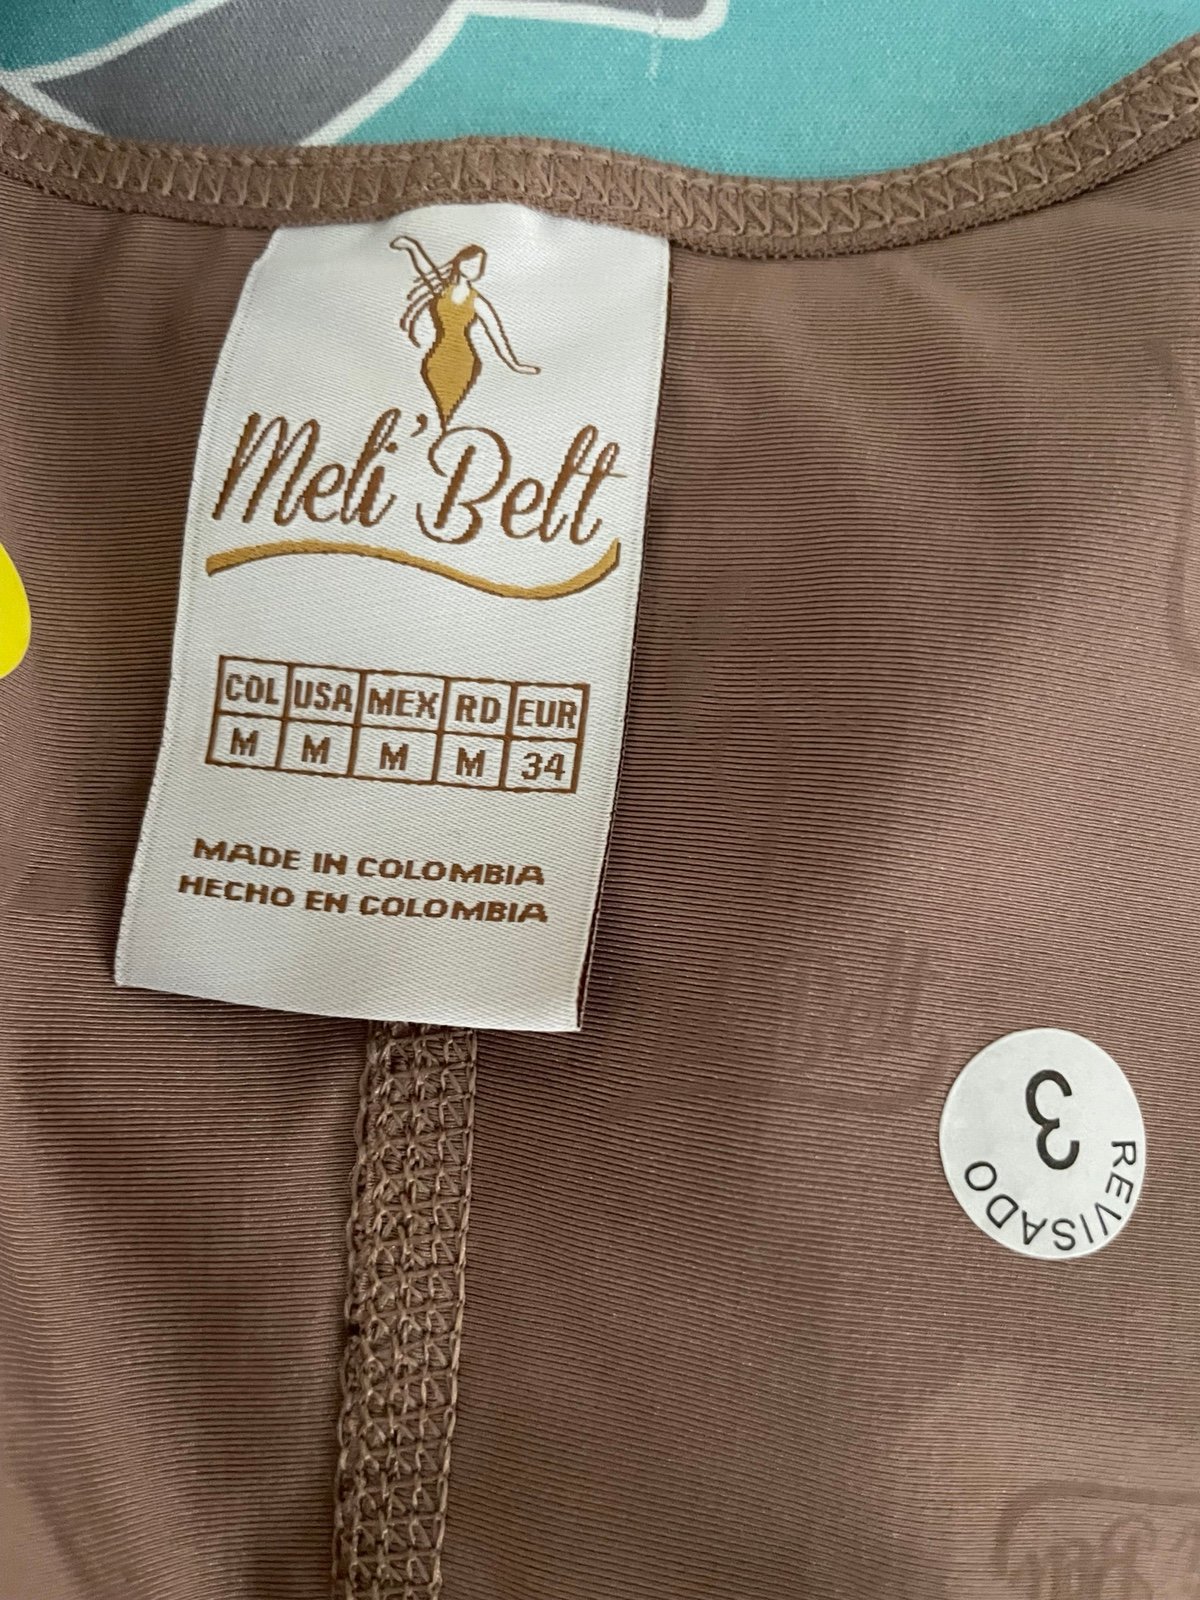 Meli'Belt
COL USA MEX RD EUR
M M M M 34
MADE IN COLOMBIA
HECHO EN COLOMBIA
3
REVISADO